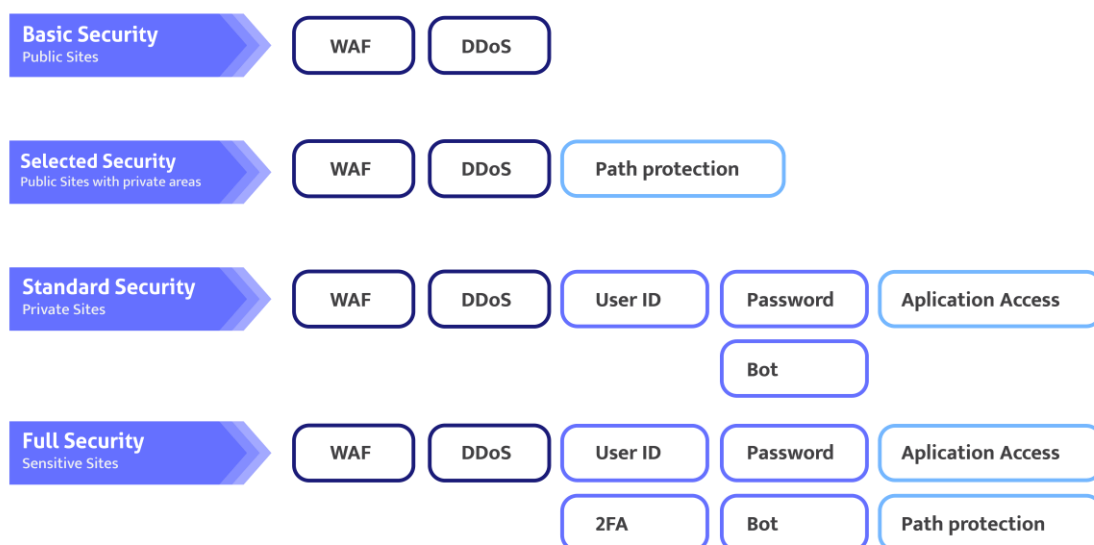 Basic Security
Public Sites
WAF
DDoS
Selected Security
Public Sites with private areas
WAF
DDoS
Path protection
Standard Security
Private Sites
WAF
DDoS
User ID
Password
Aplication Access
Bot
Full Security
Sensitive Sites
WAF
DDoS
User ID
Password
Aplication Access
2FA
Bot
Path protection